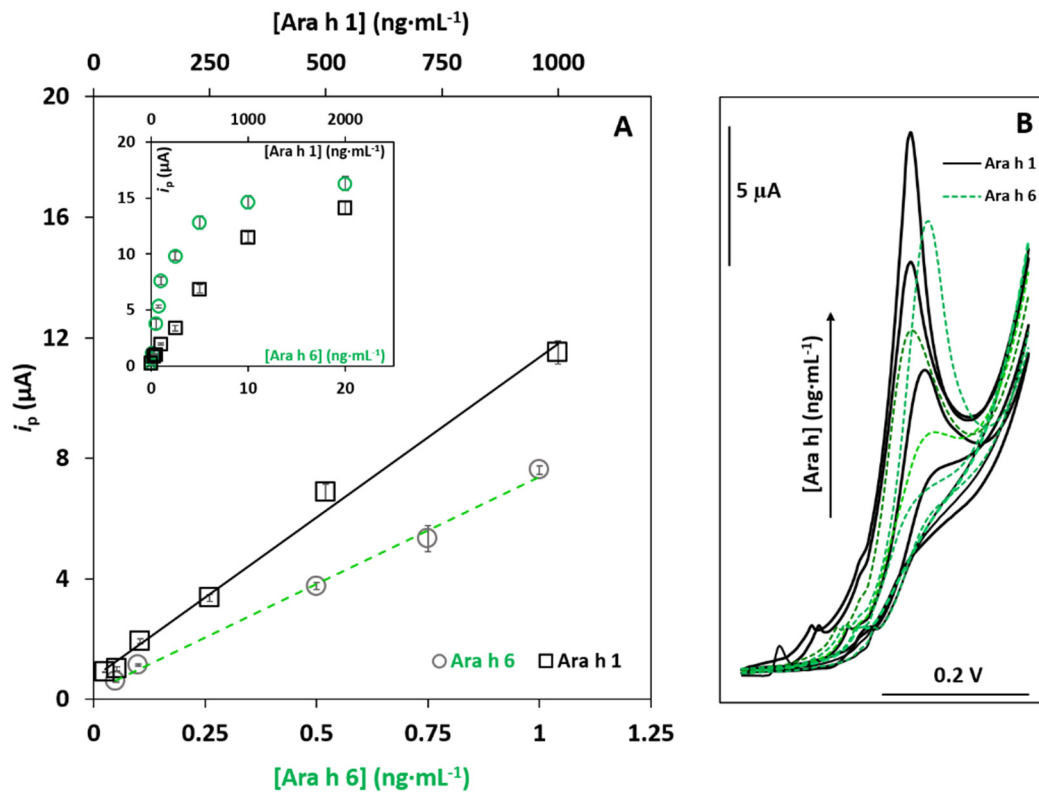 [Ara h 1] (ng·mL⁻¹)
0 250 500 750 1000
20
16
12
8
4
0
iₚ (µA)
A
0 1000 2000
20
15
10
5
0
iₚ (µA)
[Ara h 1] (ng·mL⁻¹)
[Ara h 6] (ng·mL⁻¹)
0 10 20
Ara h 6 Ara h 1
0 0.25 0.5 0.75 1 1.25
[Ara h 6] (ng·mL⁻¹)
B
5 µA
Ara h 1
Ara h 6
[Ara h] (ng·mL⁻¹)
0.2 V